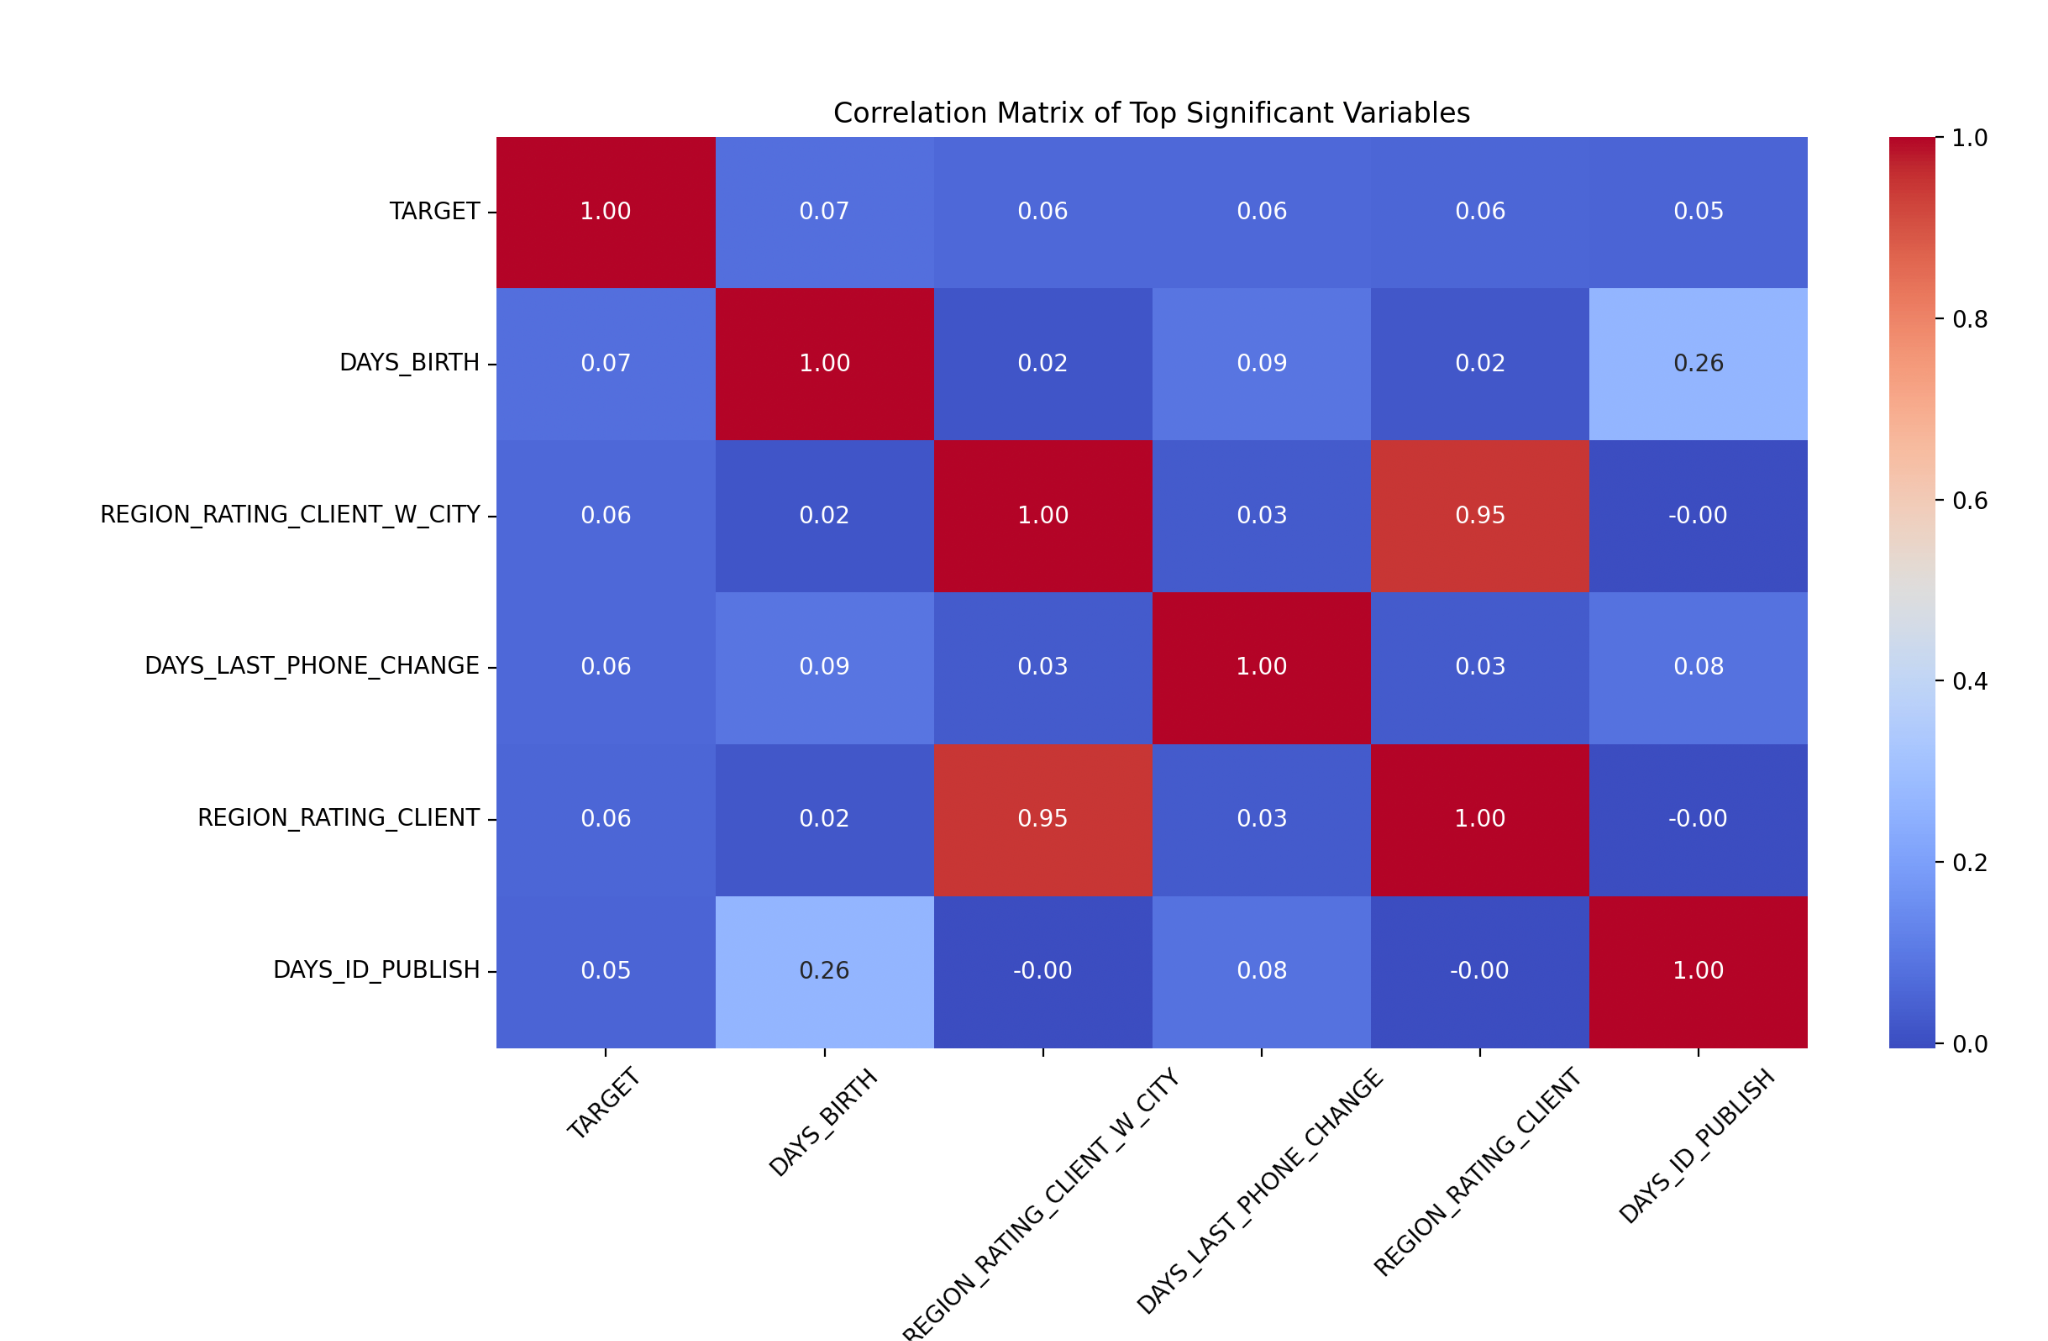 Correlation Matrix of Top Significant Variables
TARGET 1.00 0.07 0.06 0.06 0.06 0.05
DAYS_BIRTH 0.07 1.00 0.02 0.09 0.02 0.26
REGION_RATING_CLIENT_W_CITY 0.06 0.02 1.00 0.03 0.95 -0.00
DAYS_LAST_PHONE_CHANGE 0.06 0.09 0.03 1.00 0.03 0.08
REGION_RATING_CLIENT 0.06 0.02 0.95 0.03 1.00 -0.00
DAYS_ID_PUBLISH 0.05 0.26 -0.00 0.08 -0.00 1.00
TARGET
DAYS_BIRTH
REGION_RATING_CLIENT_W_CITY
DAYS_LAST_PHONE_CHANGE
REGION_RATING_CLIENT
DAYS_ID_PUBLISH
1.0
0.8
0.6
0.4
0.2
0.0